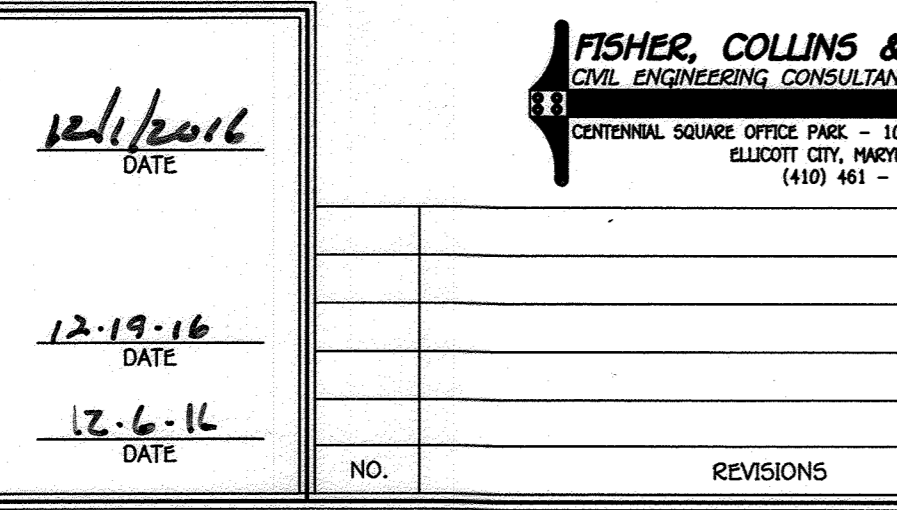 12/1/2016
DATE
12-19-16
DATE
12-6-16
DATE
FISHER, COLLINS &
CIVIL ENGINEERING CONSULTAN
CENTENNIAL SQUARE OFFICE PARK - 10
ELLICOTT CITY, MARY
(410) 461 -
NO. REVISIONS